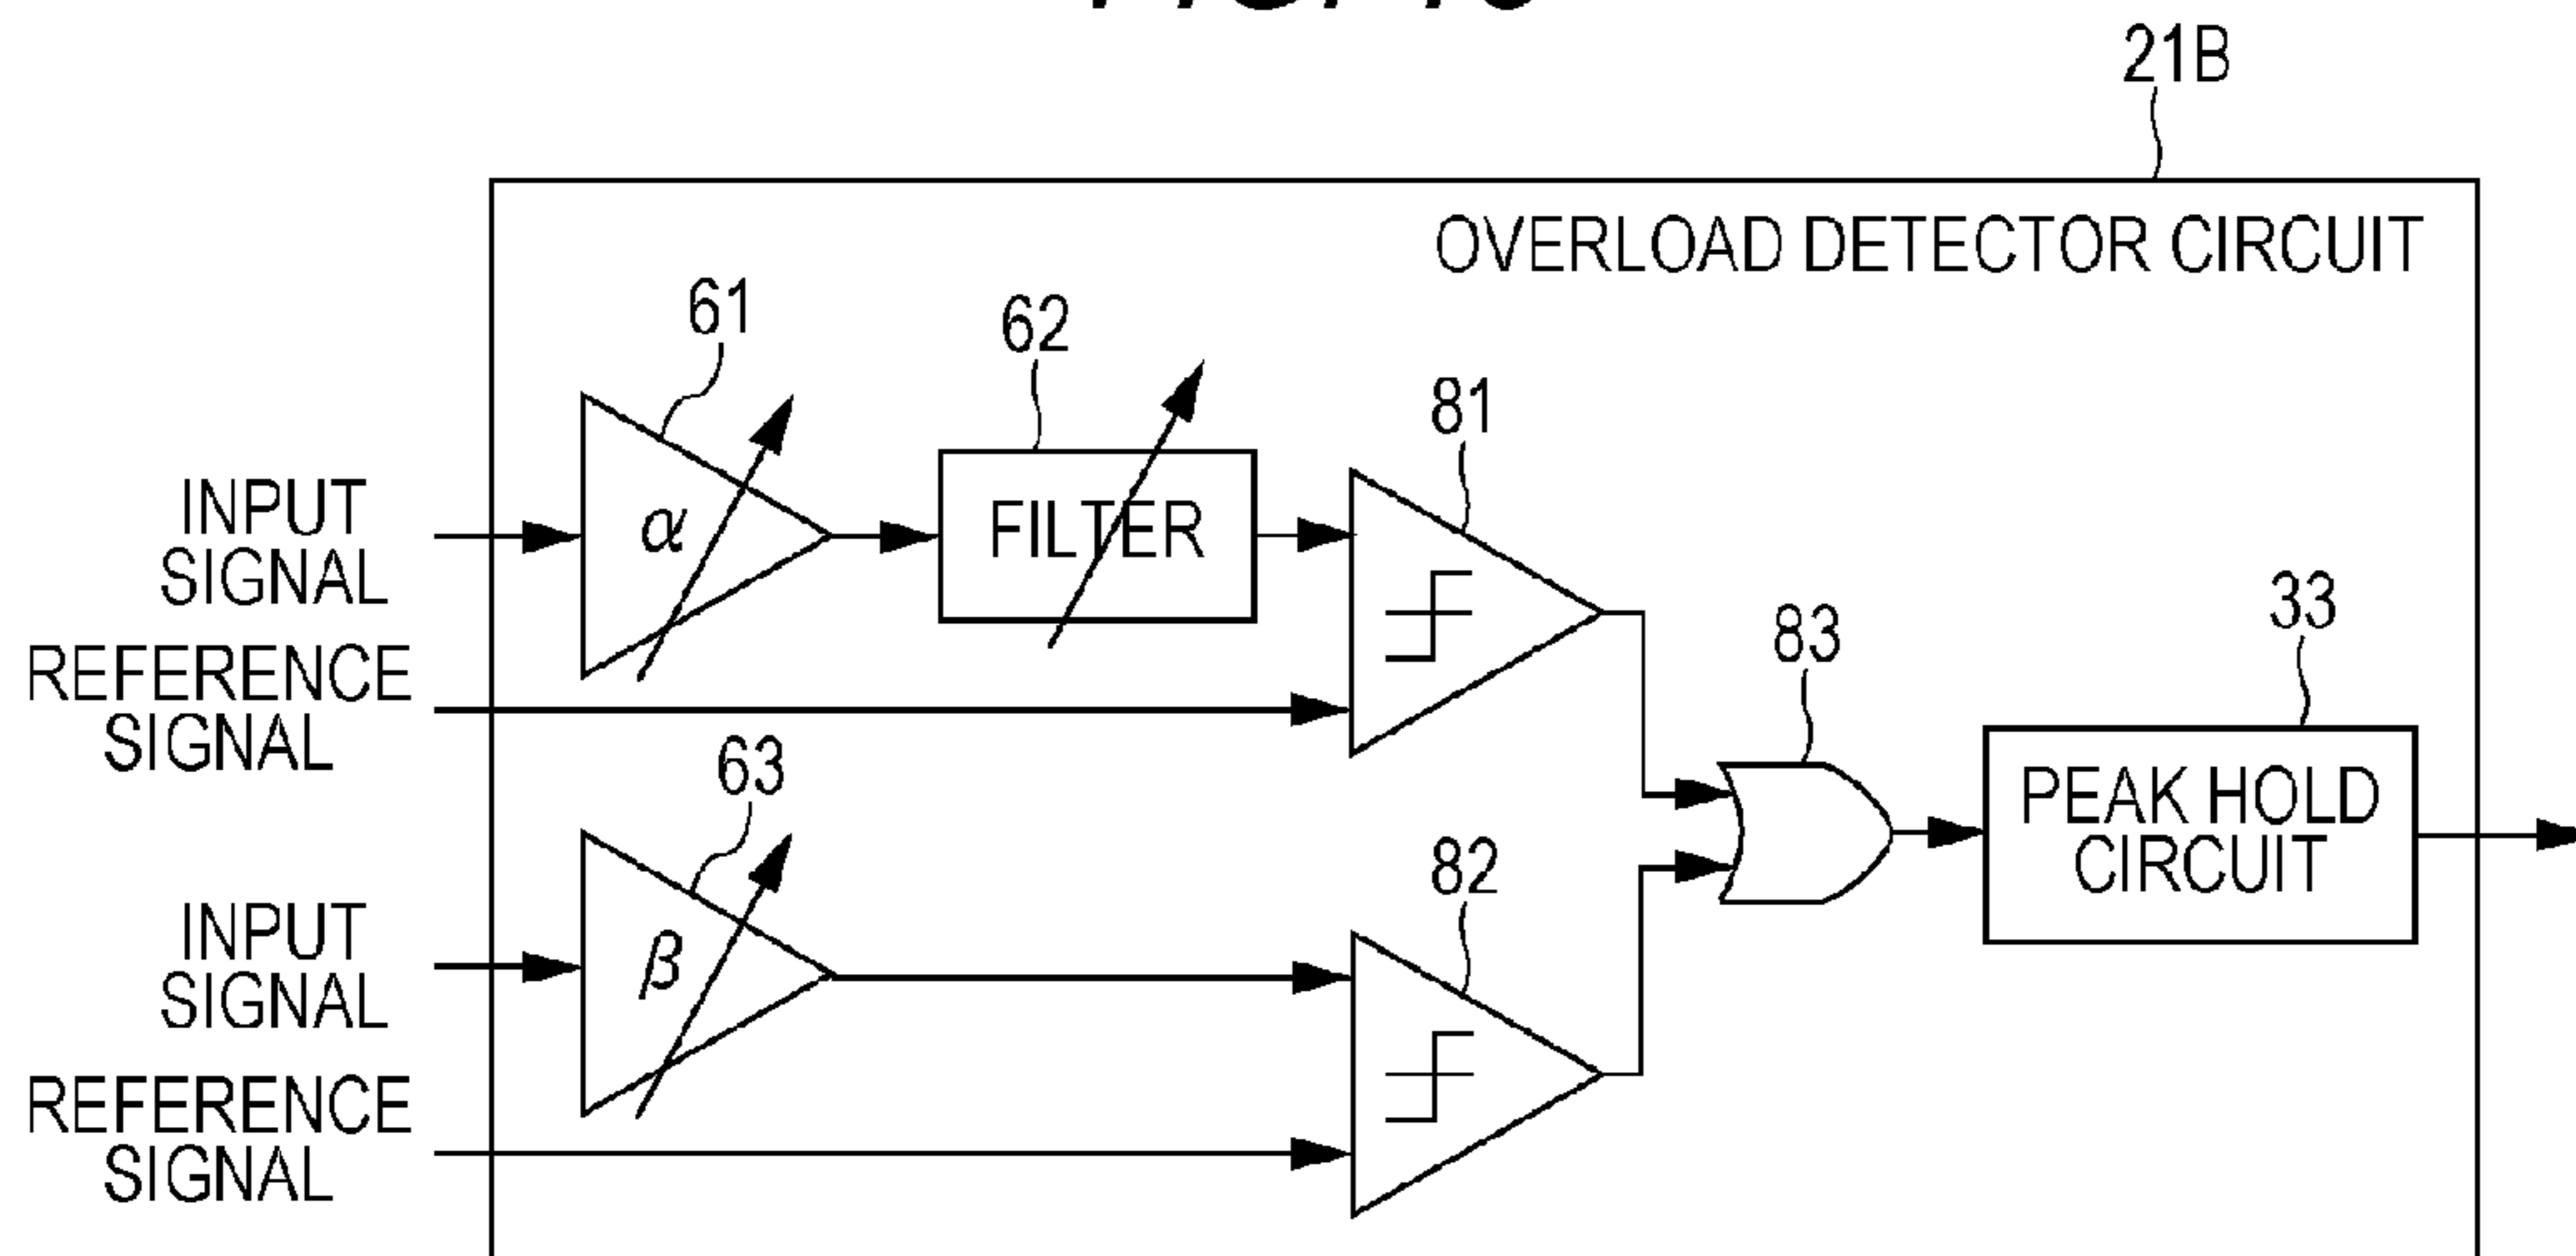 21B
OVERLOAD DETECTOR CIRCUIT
61
62
81
INPUT
SIGNAL
α
FILTER
33
83
REFERENCE
SIGNAL
63
PEAK HOLD
CIRCUIT
82
INPUT
SIGNAL
β
REFERENCE
SIGNAL